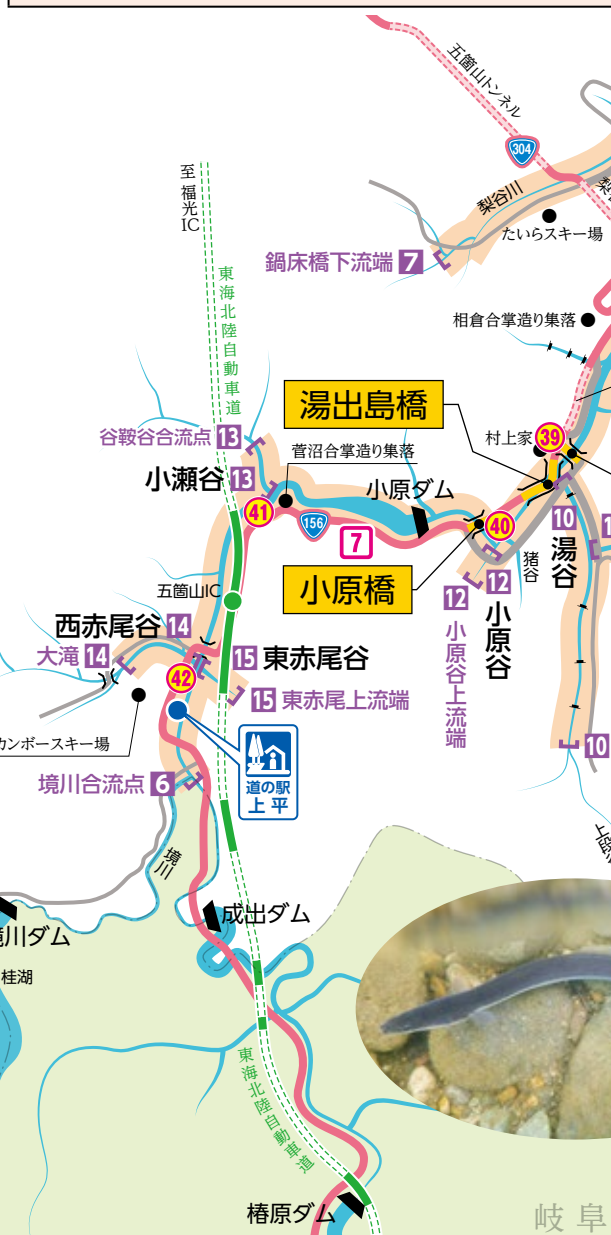 五箇山トンネル
304
至 福光IC
梨谷川
たいらスキー場
鍋床橋下流端 7
東海北陸自動車道
相倉合掌造り集落
湯出島橋
谷鞍谷合流点 13
菅沼合掌造り集落
村上家
39
小瀬谷 13
小原ダム
41
156
7
40
10
湯谷
猪谷
小原橋
12
12
小原谷
小原谷上流端
五箇山IC
西赤尾谷 14
大滝 14
15 東赤尾谷
42
15 東赤尾上流端
カンボースキー場
道の駅
上平
10
境川合流点 6
境川
成出ダム
川ダム
桂湖
東海北陸自動車道
椿原ダム
岐阜